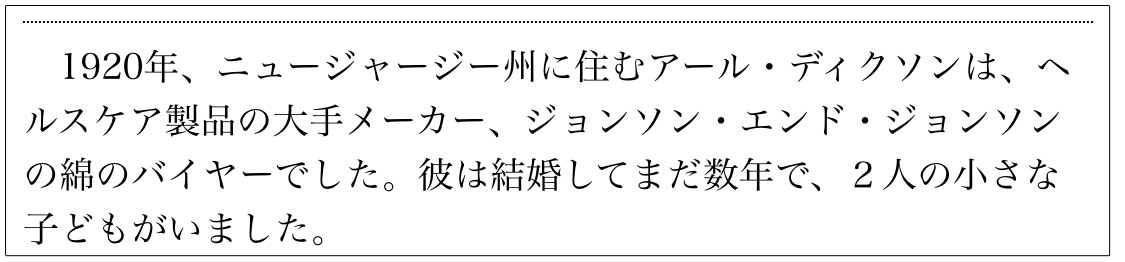 1920年、ニュージャージー州に住むアール・ディクソンは、ヘ
ルスケア製品の大手メーカー、ジョンソン・エンド・ジョンソン
の綿のバイヤーでした。彼は結婚してまだ数年で、２人の小さな
子どもがいました。